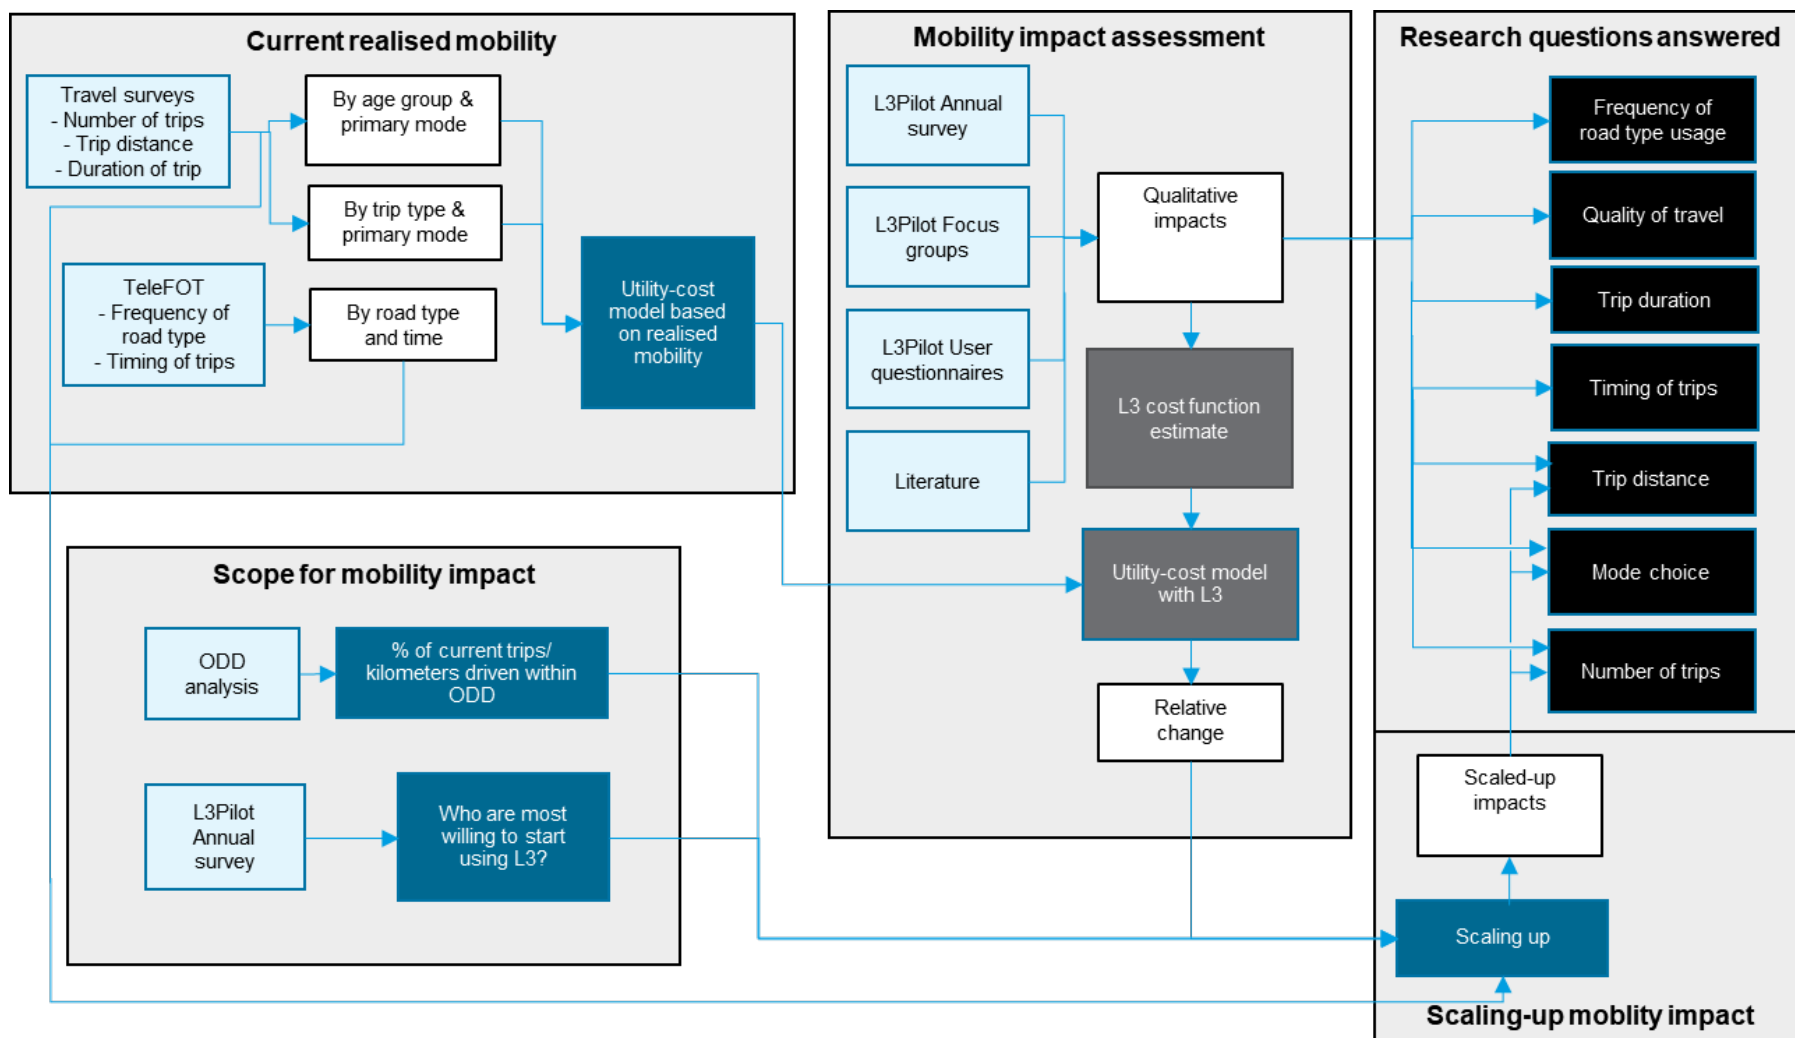 Current realised mobility
Travel surveys
- Number of trips
- Trip distance
- Duration of trip
By age group &
primary mode
By trip type &
primary mode
TeleFOT
- Frequency of
road type
- Timing of trips
By road type
and time
Utility-cost
model based
on realised
mobility
Scope for mobility impact
ODD
analysis
% of current trips/
kilometers driven within
ODD
L3Pilot
Annual
survey
Who are most
willing to start
using L3?
Mobility impact assessment
L3Pilot Annual
survey
L3Pilot Focus
groups
L3Pilot User
questionnaires
Literature
Qualitative
impacts
L3 cost function
estimate
Utility-cost model
with L3
Relative
change
Research questions answered
Frequency of
road type usage
Quality of travel
Trip duration
Timing of trips
Trip distance
Mode choice
Number of trips
Scaled-up
impacts
Scaling up
Scaling-up moblity impact